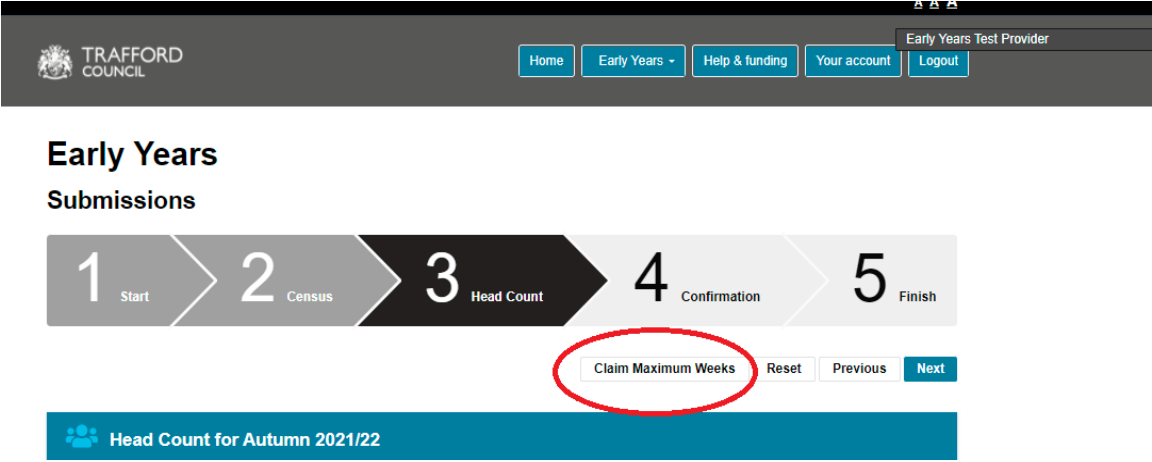 A A A
Early Years Test Provider
TRAFFORD
COUNCIL
Home Early Years Help & funding Your account Logout
Early Years
Submissions
1 Start 2 Census 3 Head Count 4 Confirmation 5 Finish
Claim Maximum Weeks Reset Previous Next
Head Count for Autumn 2021/22